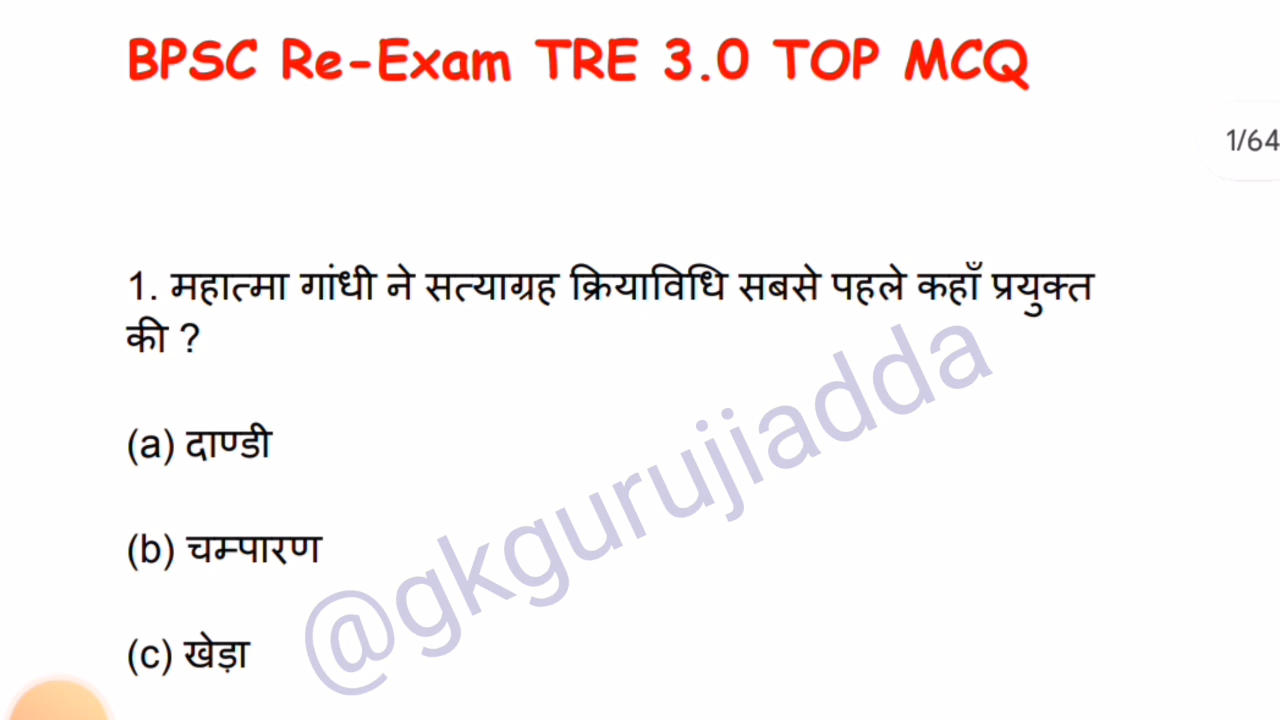 BPSC Re-Exam TRE 3.0 TOP MCQ
1/64
1. महात्मा गांधी ने सत्याग्रह क्रियाविधि सबसे पहले कहाँ प्रयुक्त
की ?
(a) दाण्डी
(b) चम्पारण
(c) खेड़ा
@gkgurujiadda